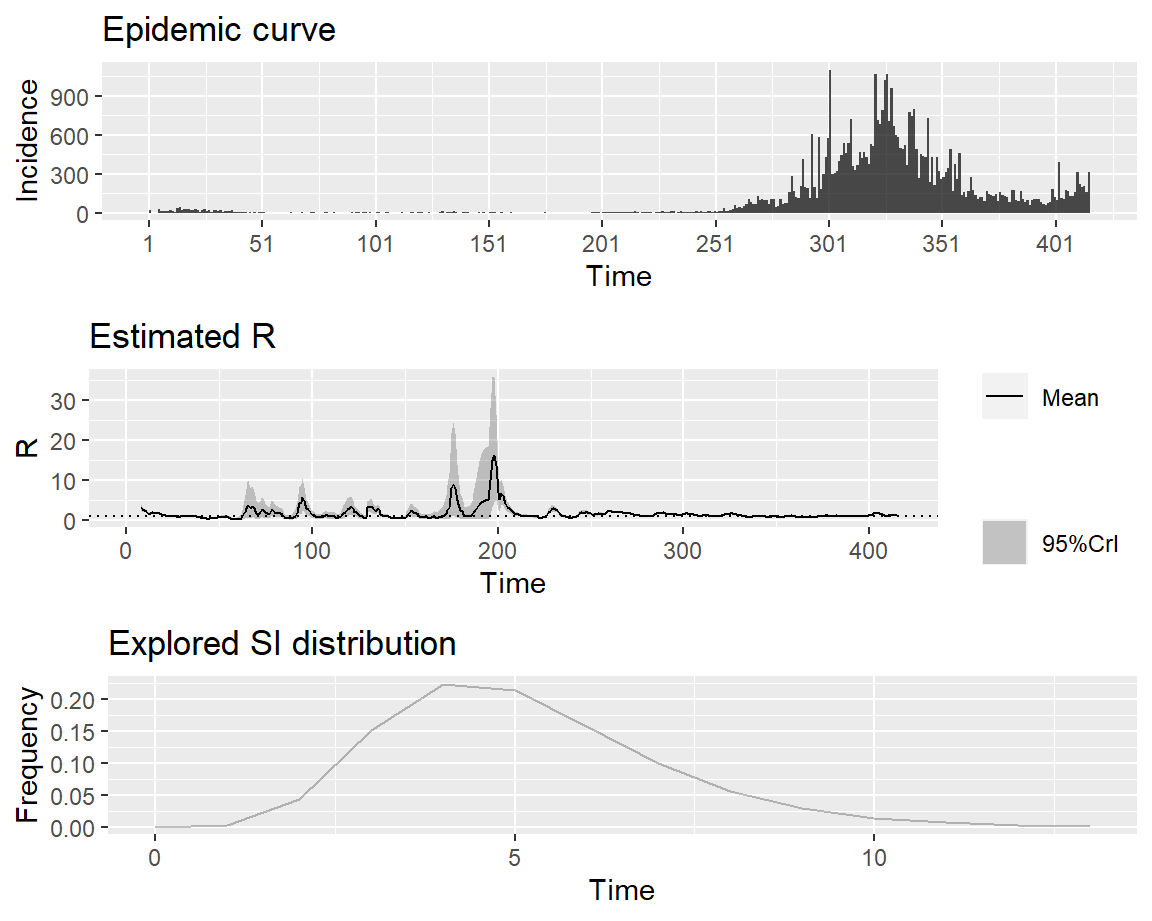 Epidemic curve
Incidence
900
600
300
0
1 51 101 151 201 251 301 351 401
Time
Estimated R
R
30
20
10
0
0 100 200 300 400
Time
Mean
95%CrI
Explored SI distribution
Frequency
0.20
0.15
0.10
0.05
0.00
0 5 10
Time